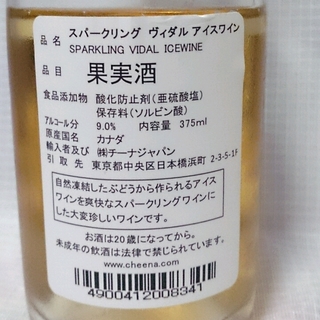 品名 スパークリング ヴィダル アイスワイン
SPARKLING VIDAL ICEWINE
品目 果実酒
食品添加物 酸化防止剤(亜硫酸塩)
保存料(ソルビン酸)
アルコール分 9.0% 内容量 375ml
原産国名 カナダ
輸入者及び ㈱チーナジャパン
引取先 東京都中央区日本橋浜町 2-3-5-1F
自然凍結したぶどうから作られるアイス
ワインを爽快なスパークリングワインに
した大変珍しいワインです。
お酒は20歳になってから。
未成年の飲酒は法律で禁じられています。
www.cheena.com
4900412008341